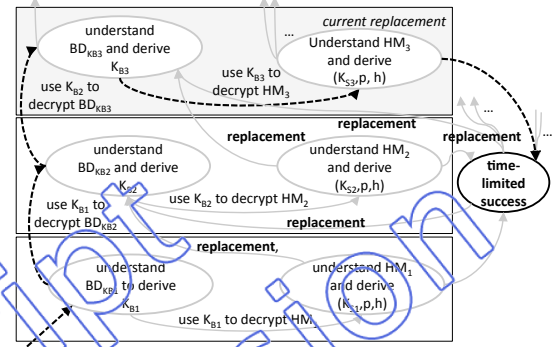 current replacement
...
understand
BD_KB3 and derive
K_B3
Understand HM_3
and derive
(K_S3,p, h)
use K_B2 to
decrypt BD_KB3
use K_B3 to
decrypt HM_3
...
...
replacement
replacement
replacement
understand
BD_KB2 and derive
K_B2
understand HM_2
and derive
(K_S2,p,h)
time-
limited
success
use K_B1 to
decrypt BD_KB2
use K_B2 to decrypt HM_2
replacement
replacement,
understand
BD_KB1 to derive
K_B1
understand HM_1
and derive
(K_S1,p,h)
use K_B1 to decrypt HM_1